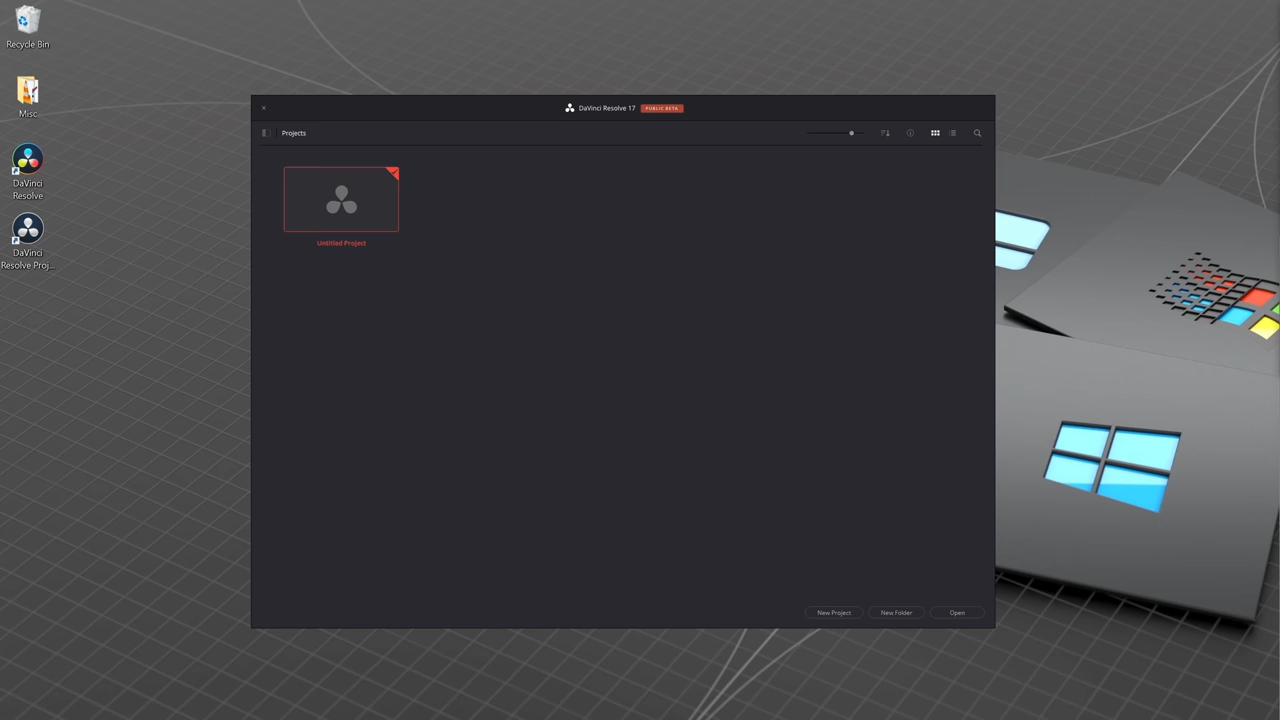 Recycle Bin
Misc
DaVinci
Resolve
DaVinci
Resolve Proj...
DaVinci Resolve 17 PUBLIC BETA
Projects
Untitled Project
New Project New Folder Open